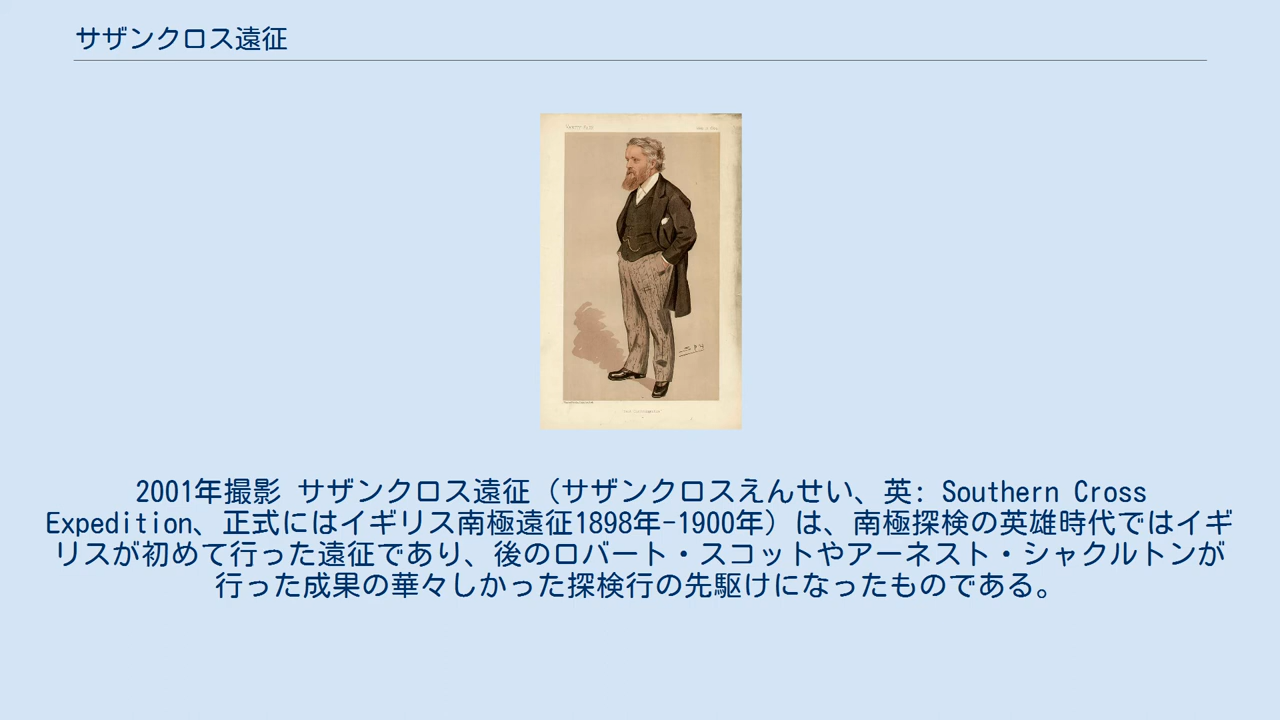 サザンクロス遠征
2001年撮影 サザンクロス遠征（サザンクロスえんせい、英: Southern Cross
Expedition、正式にはイギリス南極遠征1898年-1900年）は、南極探検の英雄時代ではイギ
リスが初めて行った遠征であり、後のロバート・スコットやアーネスト・シャクルトンが
行った成果の華々しかった探検行の先駆けになったものである。